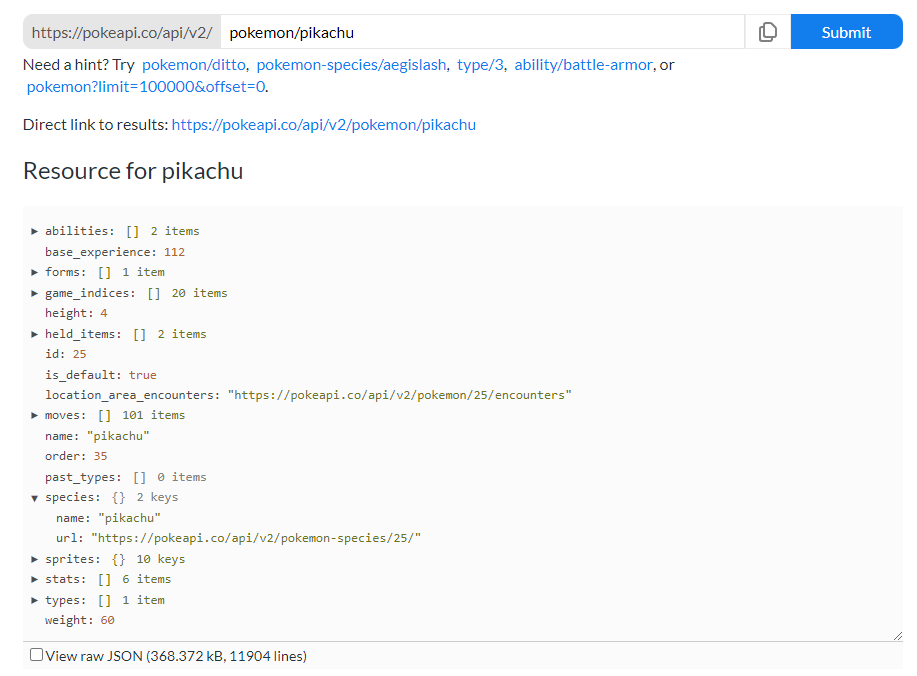 https://pokeapi.co/api/v2/ pokemon/pikachu Submit
Need a hint? Try pokemon/ditto, pokemon-species/aegislash, type/3, ability/battle-armor, or
pokemon?limit=100000&offset=0.
Direct link to results: https://pokeapi.co/api/v2/pokemon/pikachu
Resource for pikachu
► abilities: [] 2 items
base_experience: 112
► forms: [] 1 item
► game_indices: [] 20 items
height: 4
► held_items: [] 2 items
id: 25
is_default: true
location_area_encounters: "https://pokeapi.co/api/v2/pokemon/25/encounters"
► moves: [] 101 items
name: "pikachu"
order: 35
past_types: [] 0 items
▼ species: {} 2 keys
name: "pikachu"
url: "https://pokeapi.co/api/v2/pokemon-species/25/"
► sprites: {} 10 keys
► stats: [] 6 items
► types: [] 1 item
weight: 60
View raw JSON (368.372 kB, 11904 lines)